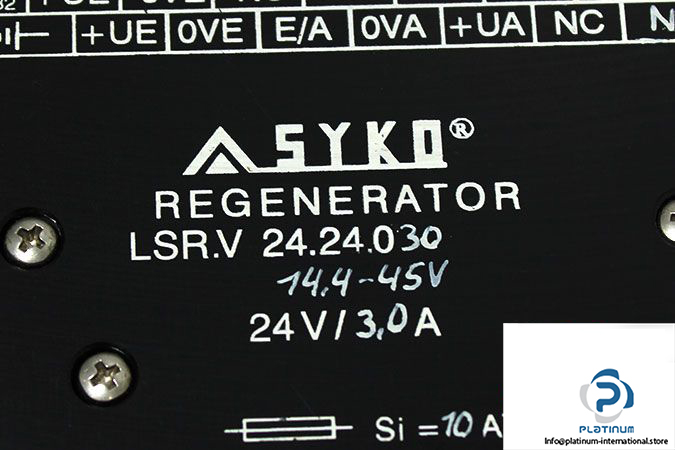 +UE 0VE E/A 0VA +UA NC
SYKO®
REGENERATOR
LSR.V 24.24.030
14.4-45V
24V/3,0A
Si = 10 A
PLATINUM
Info@platinum-international.store